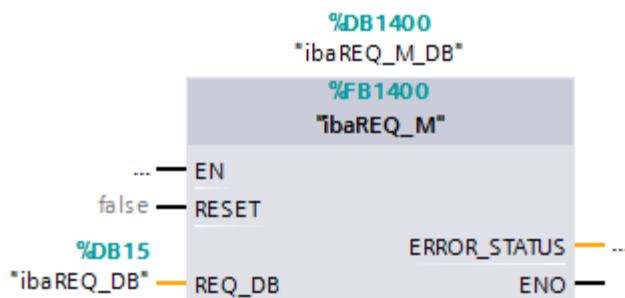 %DB1400
"ibaREQ_M_DB"
%FB1400
"ibaREQ_M"
... EN
false RESET
%DB15
ERROR_STATUS ...
"ibaREQ_DB" REQ_DB ENO